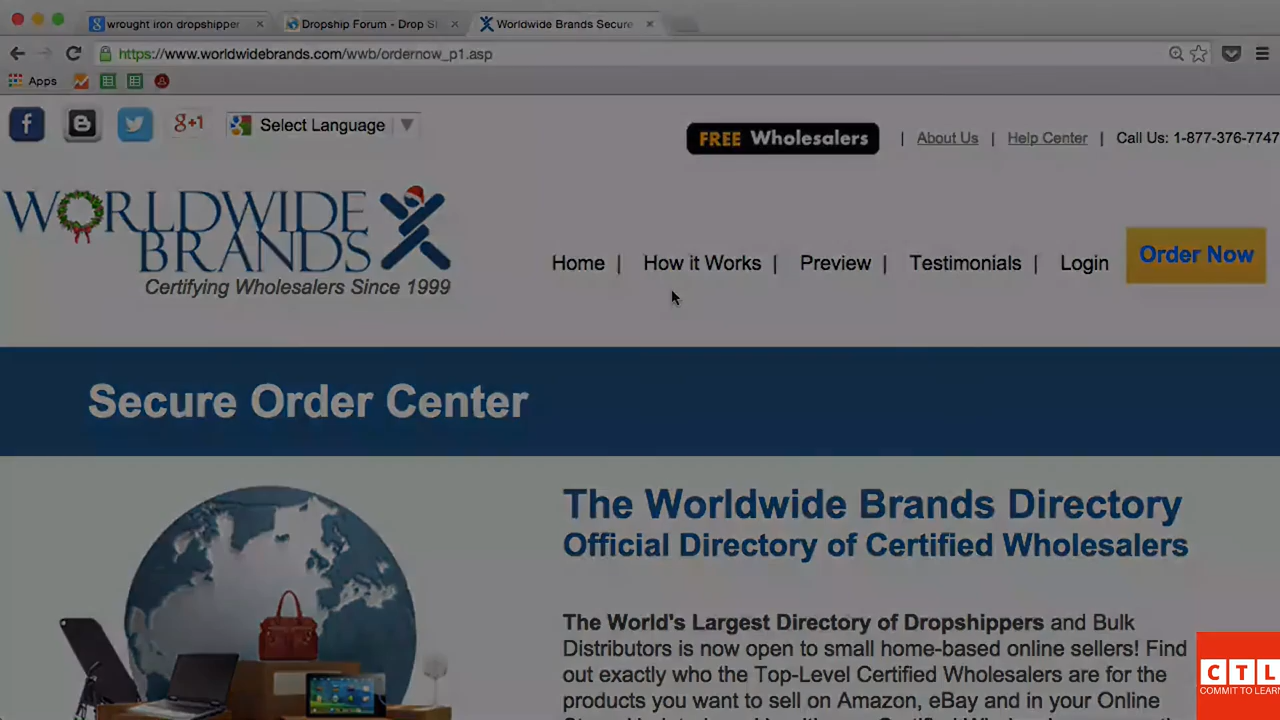 wrought iron dropshipper
Dropship Forum - Drop S
Worldwide Brands Secure
https://www.worldwidebrands.com/wwb/ordernow_p1.asp
Apps
g+1
Select Language
FREE Wholesalers
| About Us | Help Center | Call Us: 1-877-376-7747
WORLDWIDE
BRANDS
Certifying Wholesalers Since 1999
Home | How it Works | Preview | Testimonials | Login
Order Now
Secure Order Center
The Worldwide Brands Directory
Official Directory of Certified Wholesalers
The World's Largest Directory of Dropshippers and Bulk
Distributors is now open to small home-based online sellers! Find
out exactly who the Top-Level Certified Wholesalers are for the
products you want to sell on Amazon, eBay and in your Online
CTL
COMMIT TO LEARN